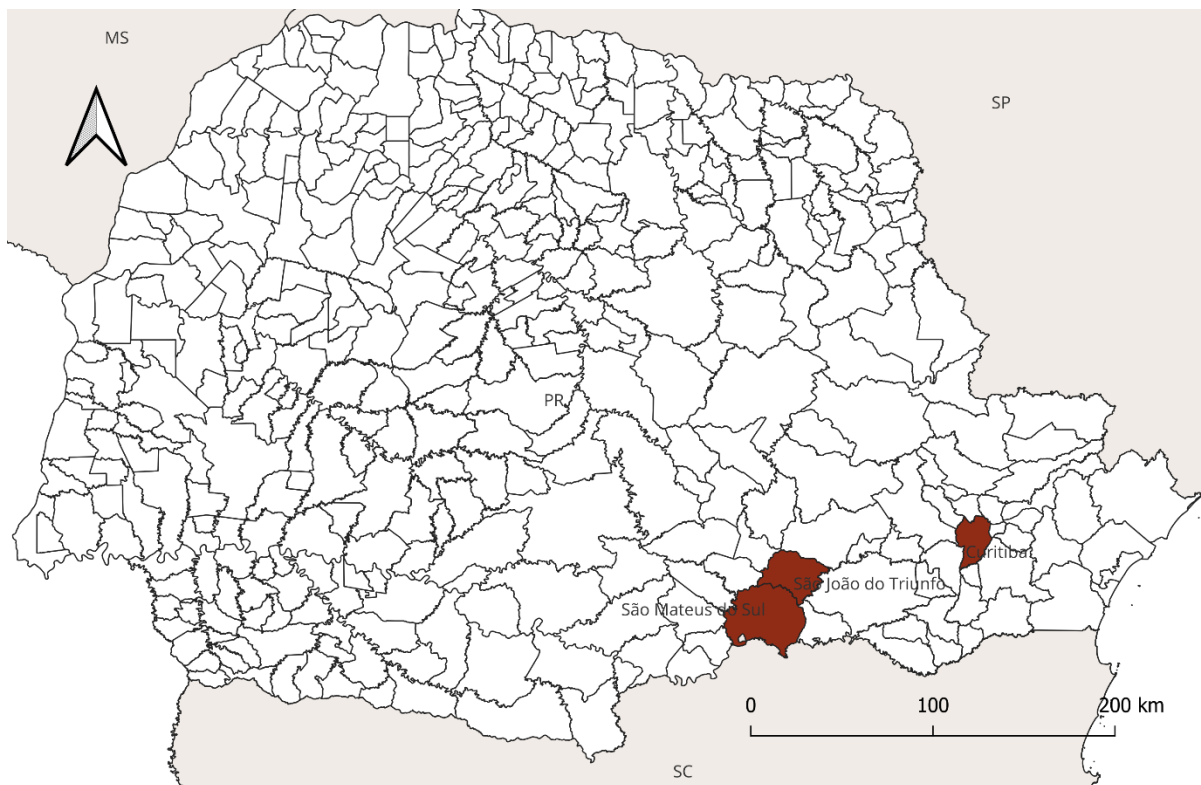 MS
SP
PR
Curitiba
São João do Triunfo
São Mateus do Sul
0 100 200 km
SC